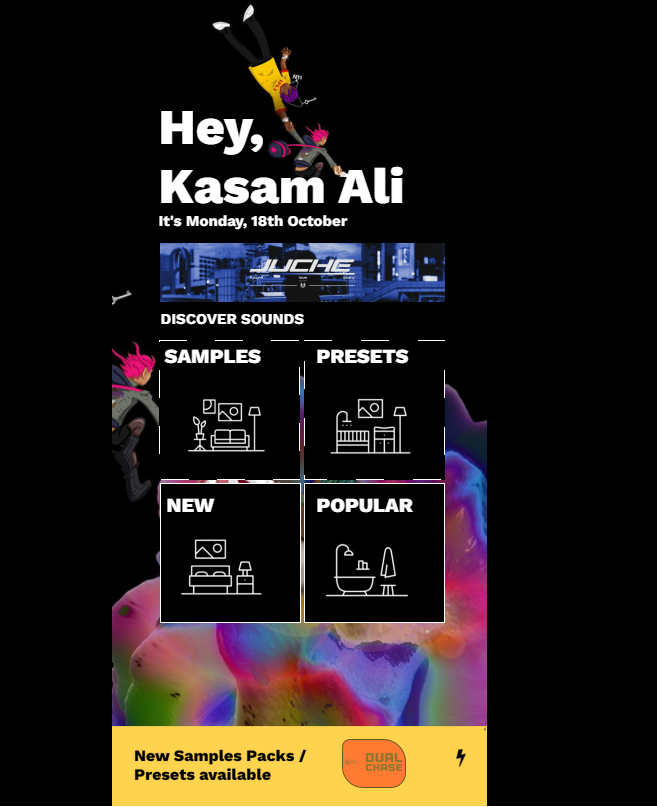 Hey,
Kasam Ali
It's Monday, 18th October
JUCHE
DISCOVER SOUNDS
SAMPLES
PRESETS
NEW
POPULAR
New Samples Packs /
Presets available
DUAL
CHASE